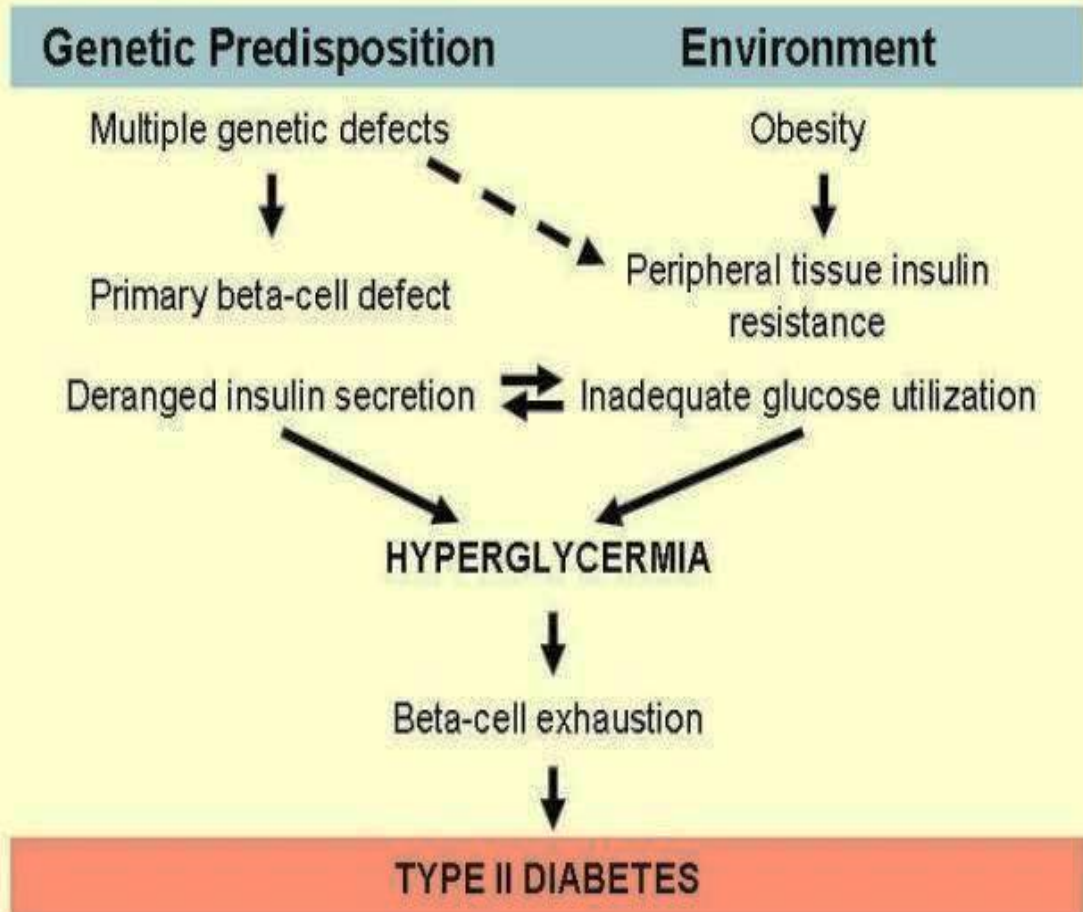 Genetic Predisposition Environment
Multiple genetic defects Obesity
Primary beta-cell defect Peripheral tissue insulin
resistance
Deranged insulin secretion Inadequate glucose utilization
HYPERGLYCERMIA
Beta-cell exhaustion
TYPE II DIABETES